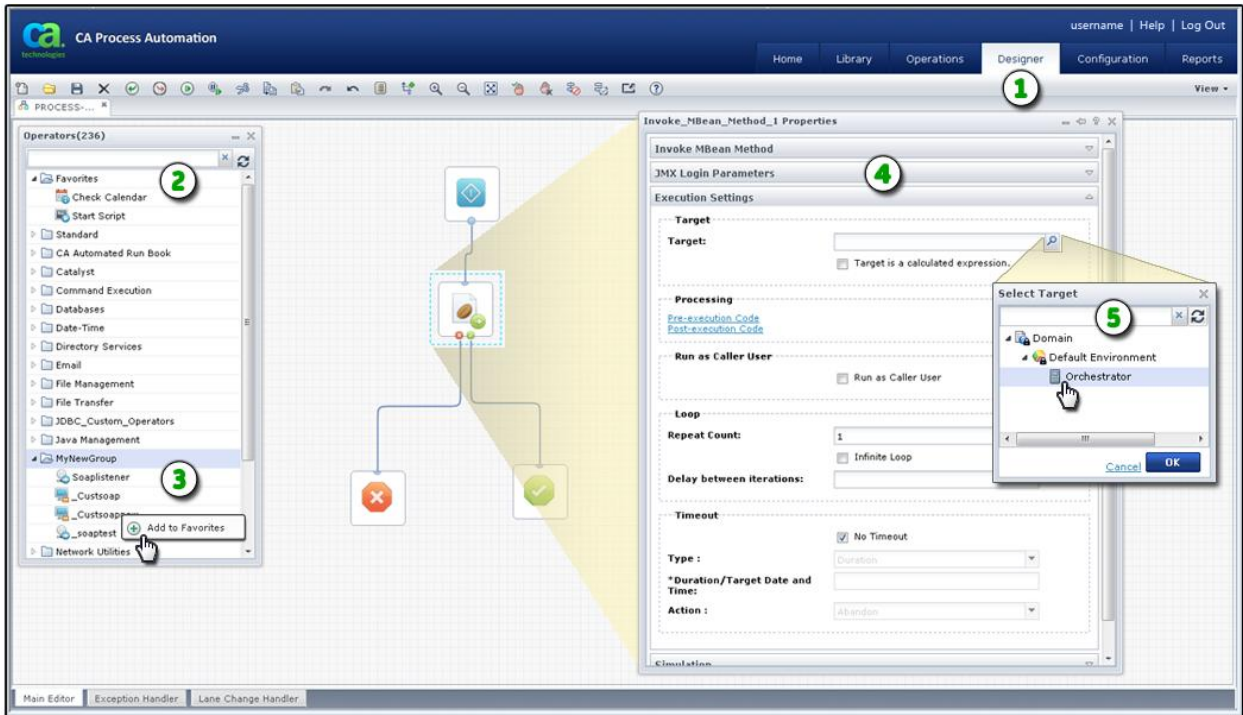 ca.
technologies
CA Process Automation
username | Help | Log Out
Home Library Operations Designer Configuration Reports
1
View
PROCESS-...
Operators(236)
2
Favorites
Check Calendar
Start Script
Standard
CA Automated Run Book
Catalyst
Command Execution
Databases
Date-Time
Directory Services
Email
File Management
File Transfer
JDBC_Custom_Operators
Java Management
MyNewGroup
3
Soaplistener
_Custsoap
_soaptest
Add to Favorites
Network Utilities
Invoke_MBean_Method_1 Properties
Invoke MBean Method
JMX Login Parameters
4
Execution Settings
Target
Target:
Target is a calculated expression.
Processing
Pre-execution Code
Post-execution Code
Run as Caller User
Run as Caller User
Loop
Repeat Count:
1
Infinite Loop
Delay between iterations:
Timeout
No Timeout
Type :
Duration
*Duration/Target Date and
Time:
Action :
Abandon
Simulation
Select Target
5
Domain
Default Environment
Orchestrator
Cancel
OK
Main Editor Exception Handler Lane Change Handler